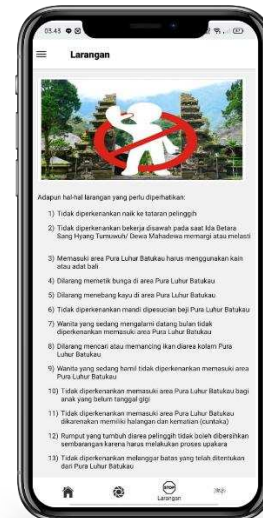 03.43
Larangan
Adapun hal-hal larangan yang perlu diperhatikan:
1) Tidak diperkenankan naik ke tataran pelinggih
2) Tidak diperkenankan bekerja disawah pada saat Ida Betara
Sang Hyang Tumuwuh/ Dewa Mahadewa memargi atau melasti
3) Memasuki area Pura Luhur Batukau harus menggunakan kain
atau adat bali
4) Dilarang memetik bunga di area Pura Luhur Batukau
5) Dilarang menebang kayu di area Pura Luhur Batukau
6) Tidak diperkenankan mandi dipesucian beji Pura Luhur Batukau
7) Wanita yang sedang mengalami datang bulan tidak
diperkenankan memasuki area Pura Luhur Batukau
8) Dilarang mencari atau memancing ikan diarea kolam Pura
Luhur Batukau
9) Wanita yang sedang hamil tidak diperkenankan memasuki area
Pura Luhur Batukau
10) Tidak diperkenankan memasuki area Pura Luhur Batukau bagi
anak yang belum tanggal gigi
11) Tidak diperkenankan memasuki area Pura Luhur Batukau
dikarenakan memiliki halangan dan kematian (cuntaka)
12) Rumput yang tumbuh diarea pelinggih tidak boleh dibersihkan
sembarangan karena harus melakukan proses upakara
13) Tidak diperkenankan melanggar batas yang telah ditentukan
dari Pura Luhur Batukau
STOP
Larangan